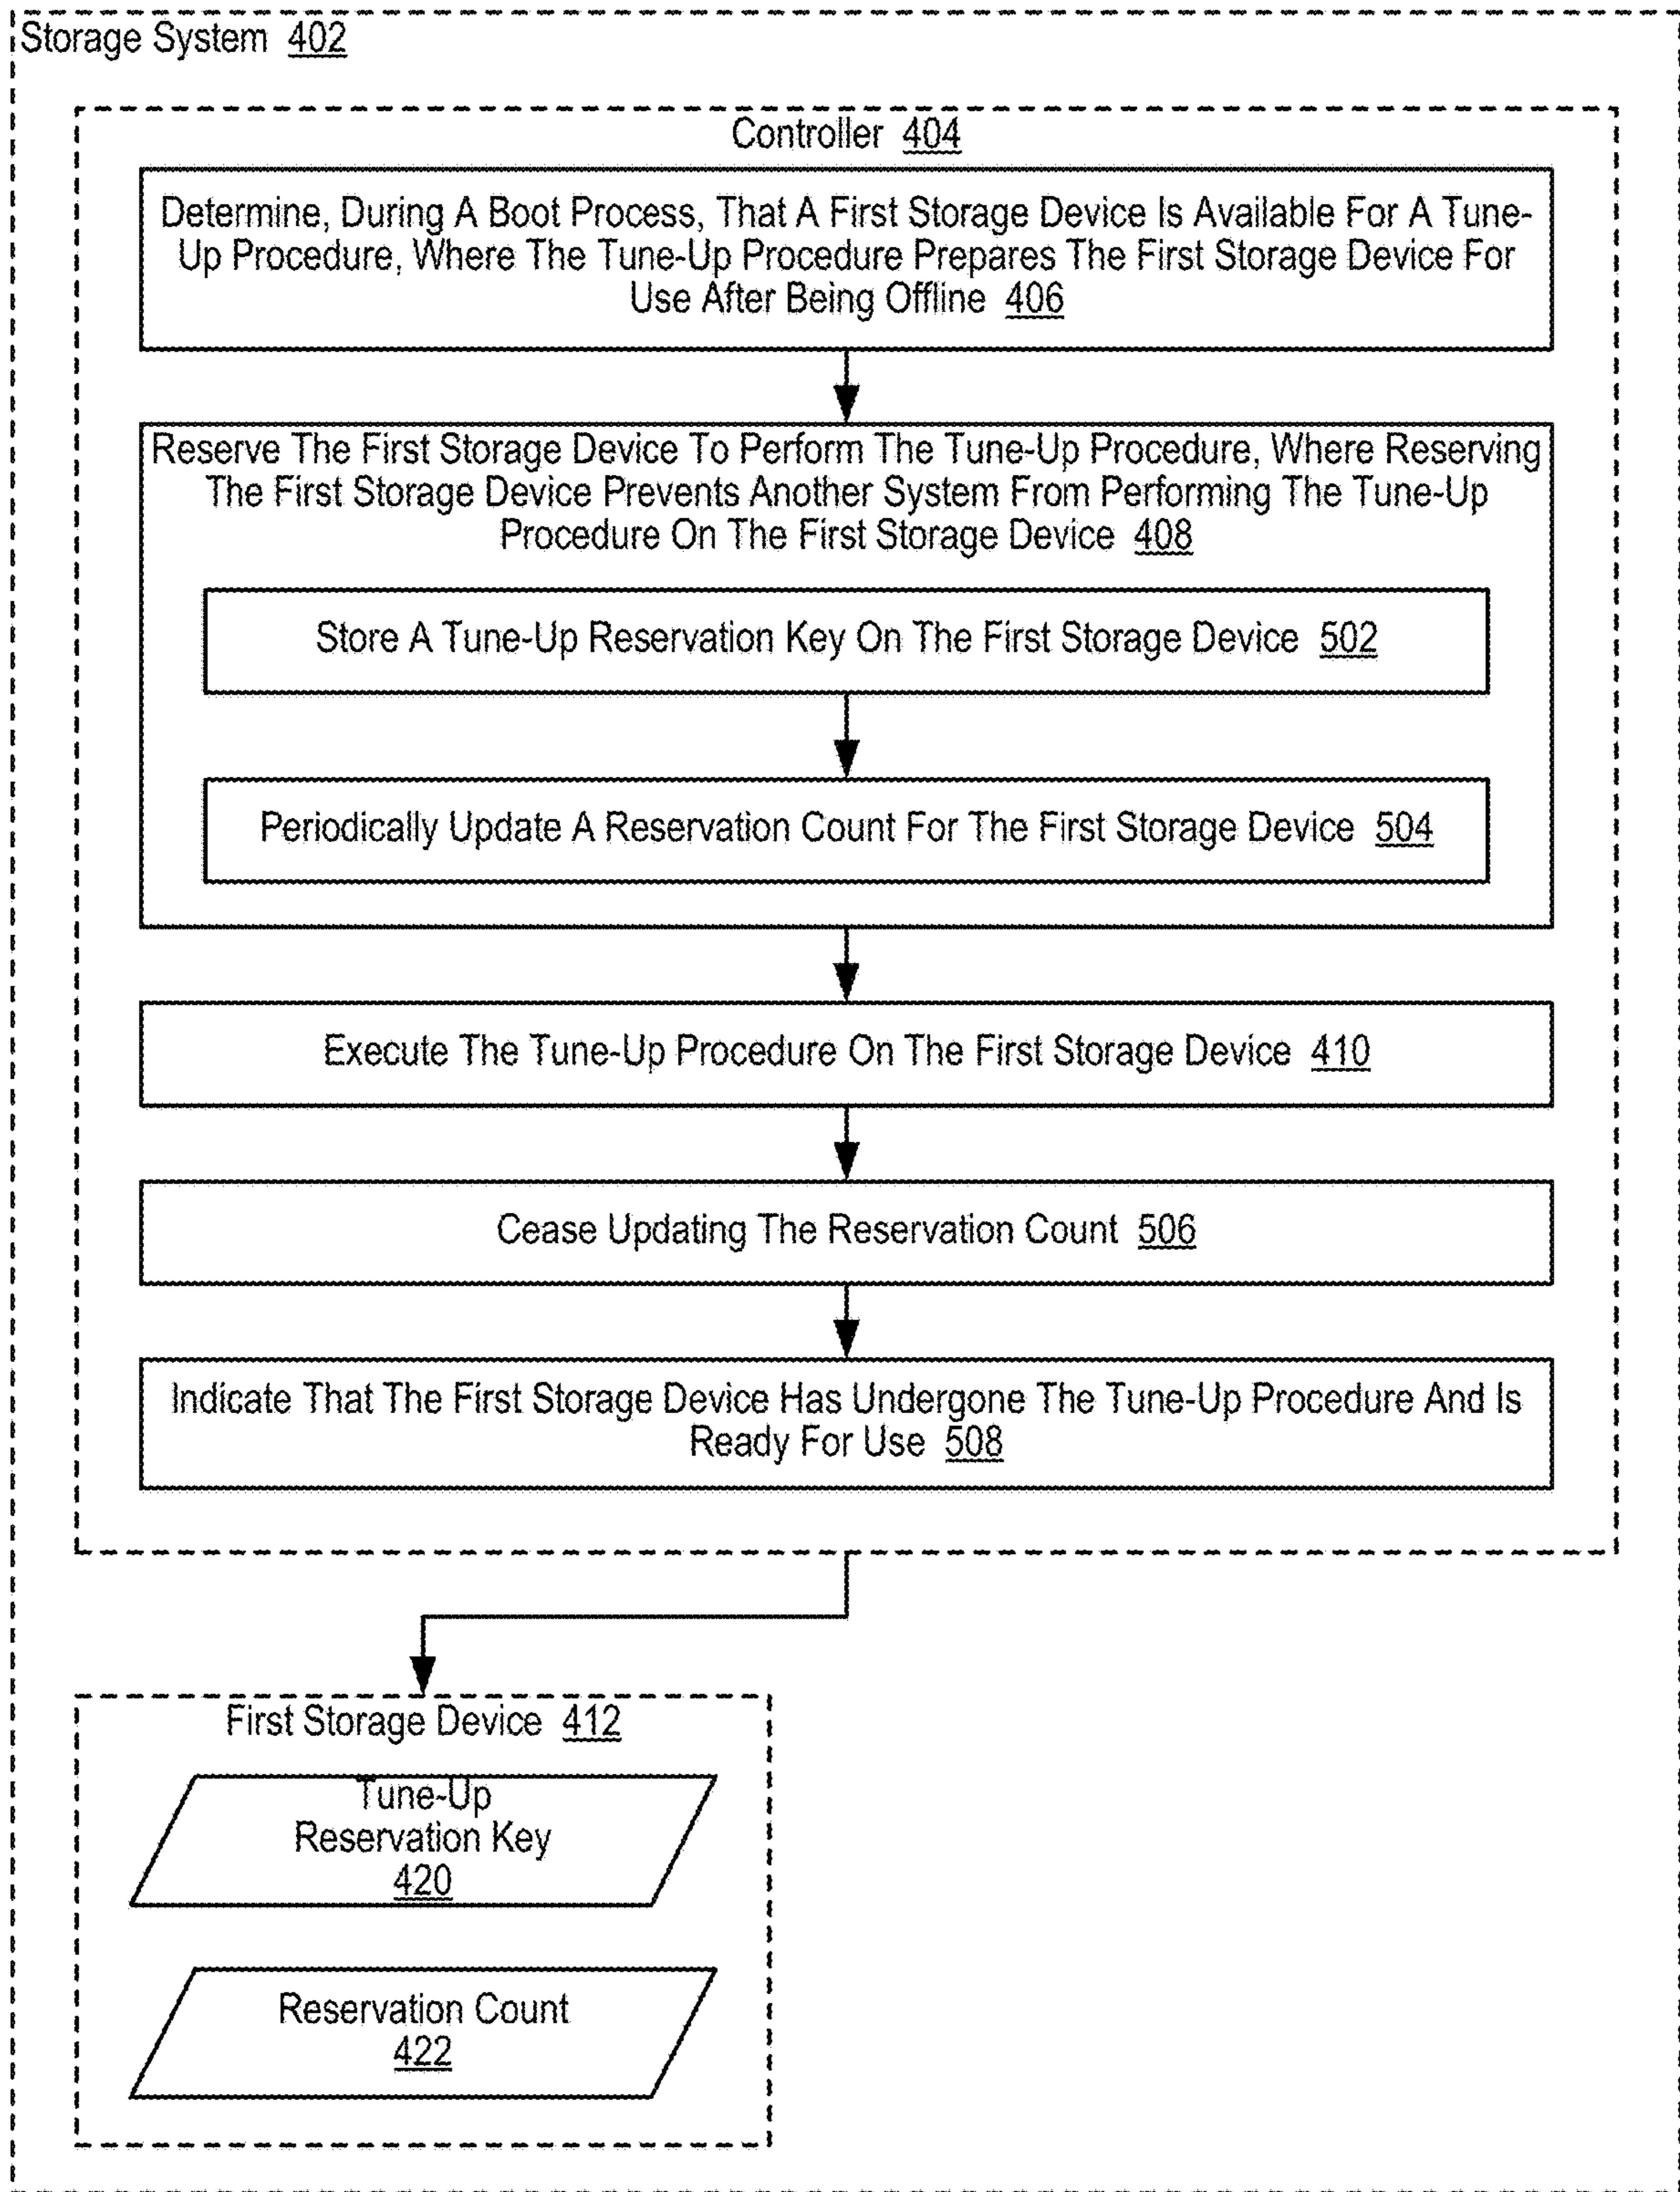 Storage System 402
Controller 404
Determine, During A Boot Process, That A First Storage Device Is Available For A Tune-
Up Procedure, Where The Tune-Up Procedure Prepares The First Storage Device For
Use After Being Offline 406
Reserve The First Storage Device To Perform The Tune-Up Procedure, Where Reserving
The First Storage Device Prevents Another System From Performing The Tune-Up
Procedure On The First Storage Device 408
Store A Tune-Up Reservation Key On The First Storage Device 502
Periodically Update A Reservation Count For The First Storage Device 504
Execute The Tune-Up Procedure On The First Storage Device 410
Cease Updating The Reservation Count 506
Indicate That The First Storage Device Has Undergone The Tune-Up Procedure And Is
Ready For Use 508
First Storage Device 412
Tune-Up
Reservation Key
420
Reservation Count
422